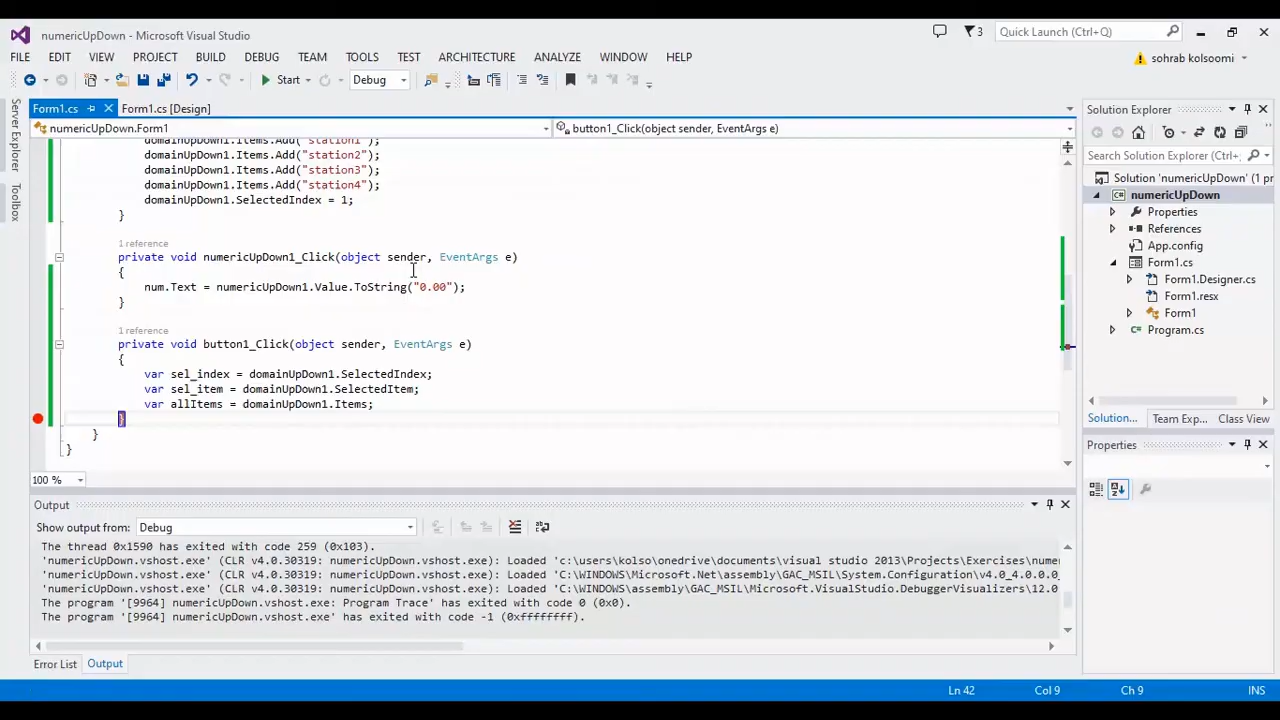 numericUpDown - Microsoft Visual Studio
3
Quick Launch (Ctrl+Q)
FILE EDIT VIEW PROJECT BUILD DEBUG TEAM TOOLS TEST ARCHITECTURE ANALYZE WINDOW HELP
sohrab kolsoomi
Start Debug
Server Explorer
Toolbox
Form1.cs
Form1.cs [Design]
numericUpDown.Form1
button1_Click(object sender, EventArgs e)
domainUpDown1.Items.Add("station1");
domainUpDown1.Items.Add("station2");
domainUpDown1.Items.Add("station3");
domainUpDown1.Items.Add("station4");
domainUpDown1.SelectedIndex = 1;
}
1 reference
private void numericUpDown1_Click(object sender, EventArgs e)
{
num.Text = numericUpDown1.Value.ToString("0.00");
}
1 reference
private void button1_Click(object sender, EventArgs e)
{
var sel_index = domainUpDown1.SelectedIndex;
var sel_item = domainUpDown1.SelectedItem;
var allItems = domainUpDown1.Items;
}
}
}
100 %
Output
Show output from: Debug
The thread 0x1590 has exited with code 259 (0x103).
'numericUpDown.vshost.exe' (CLR v4.0.30319: numericUpDown.vshost.exe): Loaded 'c:\users\kolso\onedrive\documents\visual studio 2013\Projects\Exercises\nume
'numericUpDown.vshost.exe' (CLR v4.0.30319: numericUpDown.vshost.exe): Loaded 'C:\WINDOWS\Microsoft.Net\assembly\GAC_MSIL\System.Configuration\v4.0_4.0.0.0_
'numericUpDown.vshost.exe' (CLR v4.0.30319: numericUpDown.vshost.exe): Loaded 'C:\WINDOWS\assembly\GAC_MSIL\Microsoft.VisualStudio.DebuggerVisualizers\12.0
The program '[9964] numericUpDown.vshost.exe: Program Trace' has exited with code 0 (0x0).
The program '[9964] numericUpDown.vshost.exe' has exited with code -1 (0xffffffff).
Error List
Output
Solution Explorer
Search Solution Explorer (Ctrl+;)
Solution 'numericUpDown' (1 pr
numericUpDown
Properties
References
App.config
Form1.cs
Form1.Designer.cs
Form1.resx
Form1
Program.cs
Solution... Team Exp... Class View
Properties
Ln 42 Col 9 Ch 9 INS